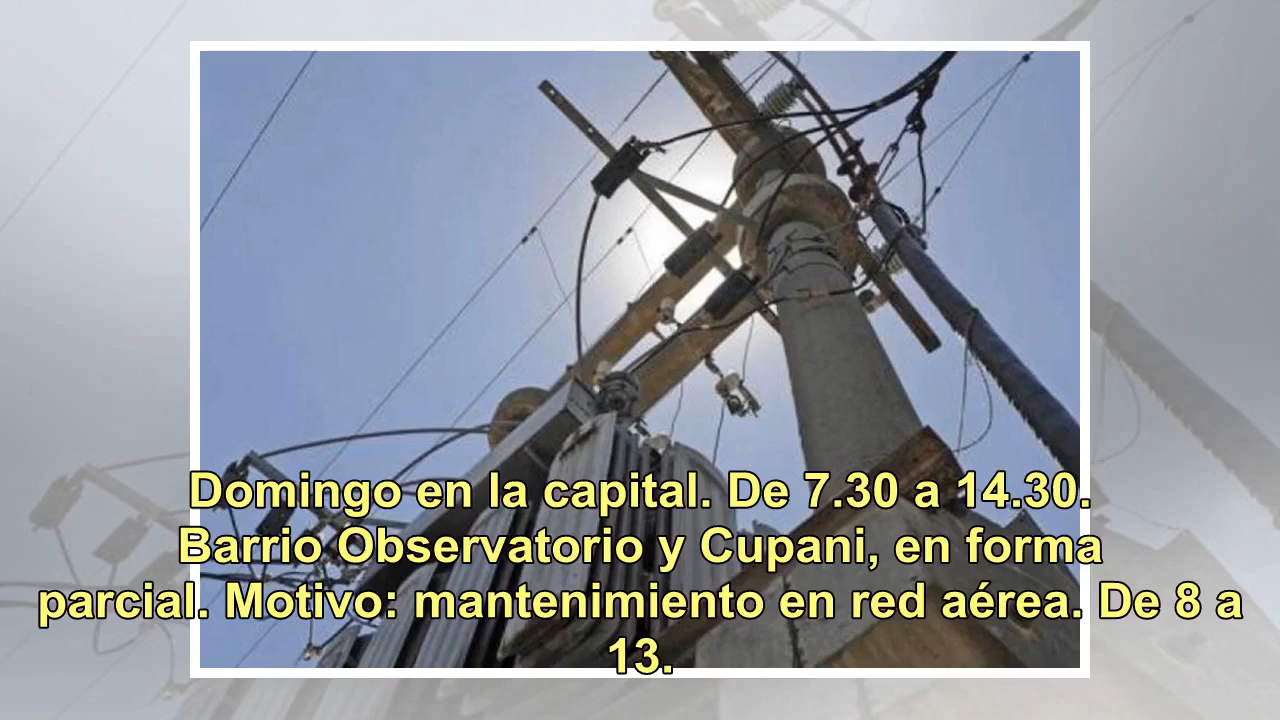 Domingo en la capital. De 7.30 a 14.30.
Barrio Observatorio y Cupani, en forma
parcial. Motivo: mantenimiento en red aérea. De 8 a
13.